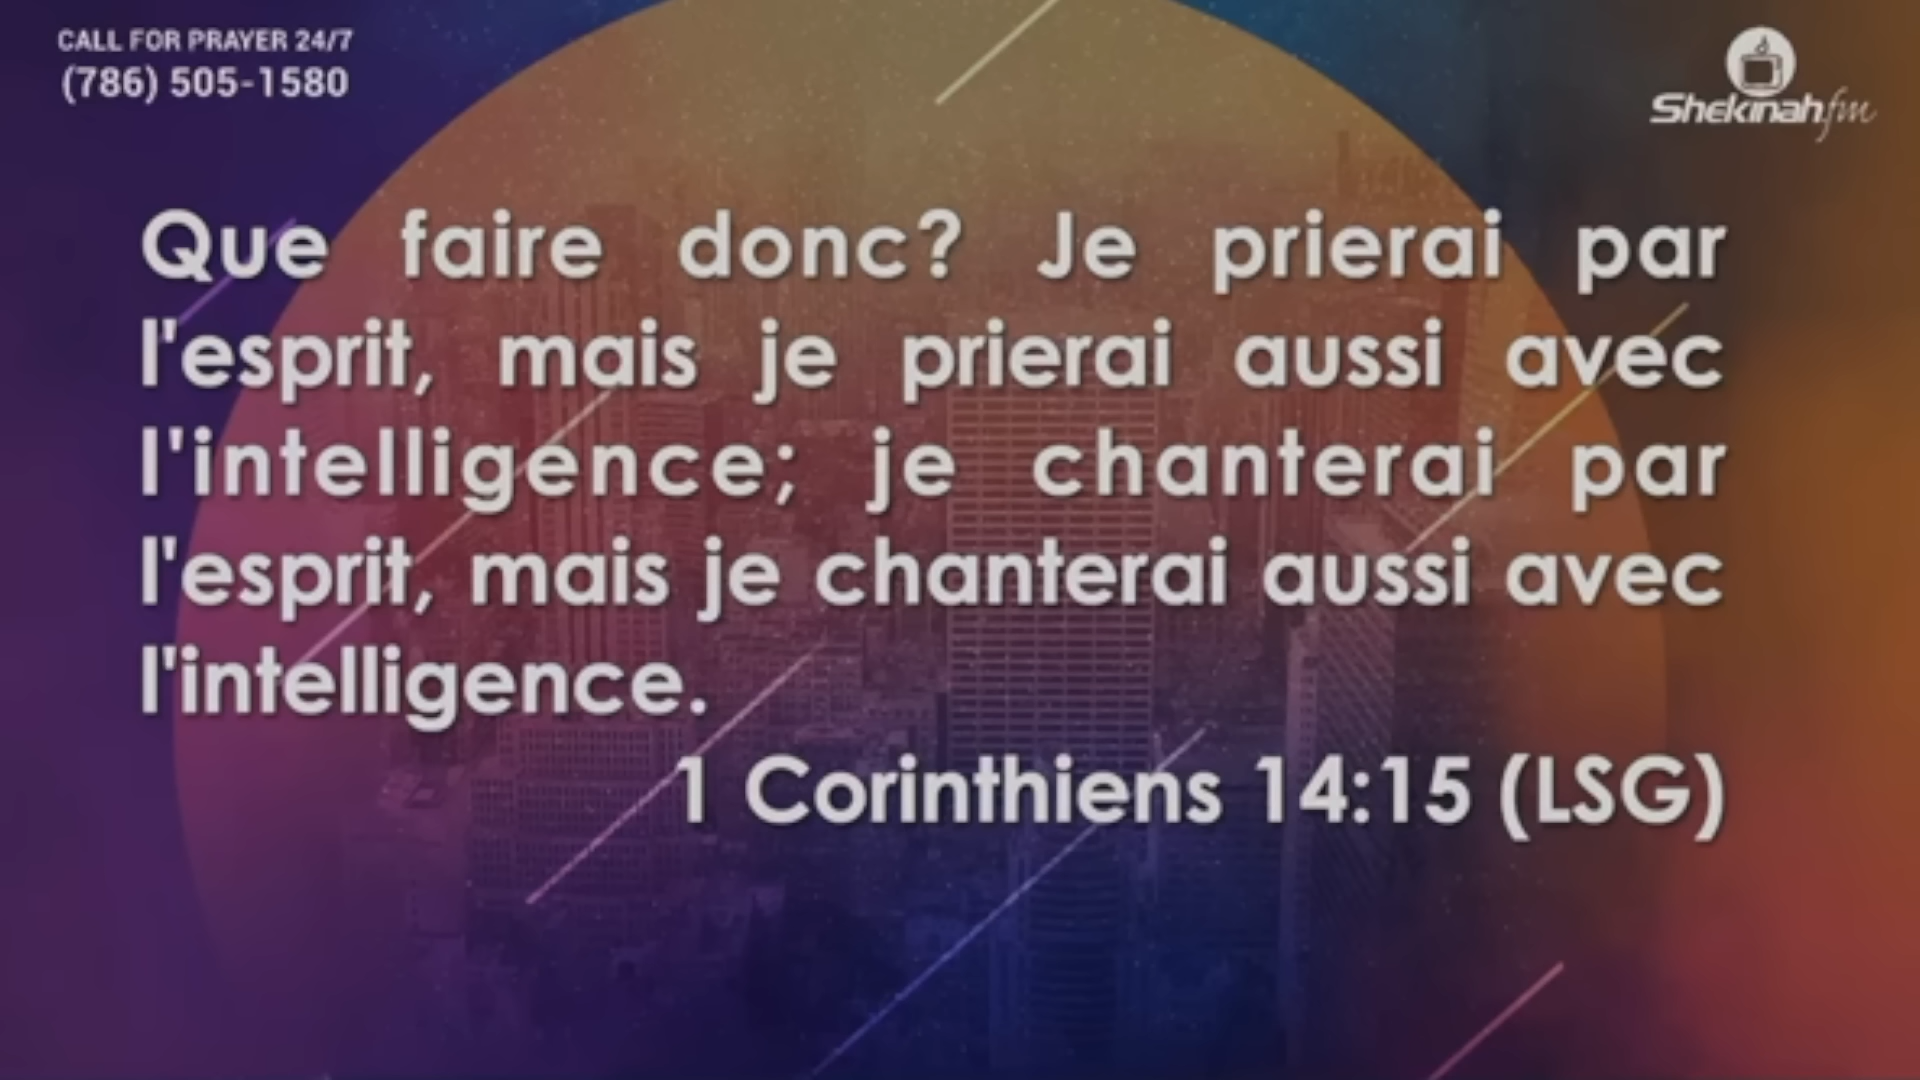 CALL FOR PRAYER 24/7
(786) 505-1580
Shekinah.fm
Que faire donc? Je prierai par
l'esprit, mais je prierai aussi avec
l'intelligence; je chanterai par
l'esprit, mais je chanterai aussi avec
l'intelligence.
1 Corinthiens 14:15 (LSG)